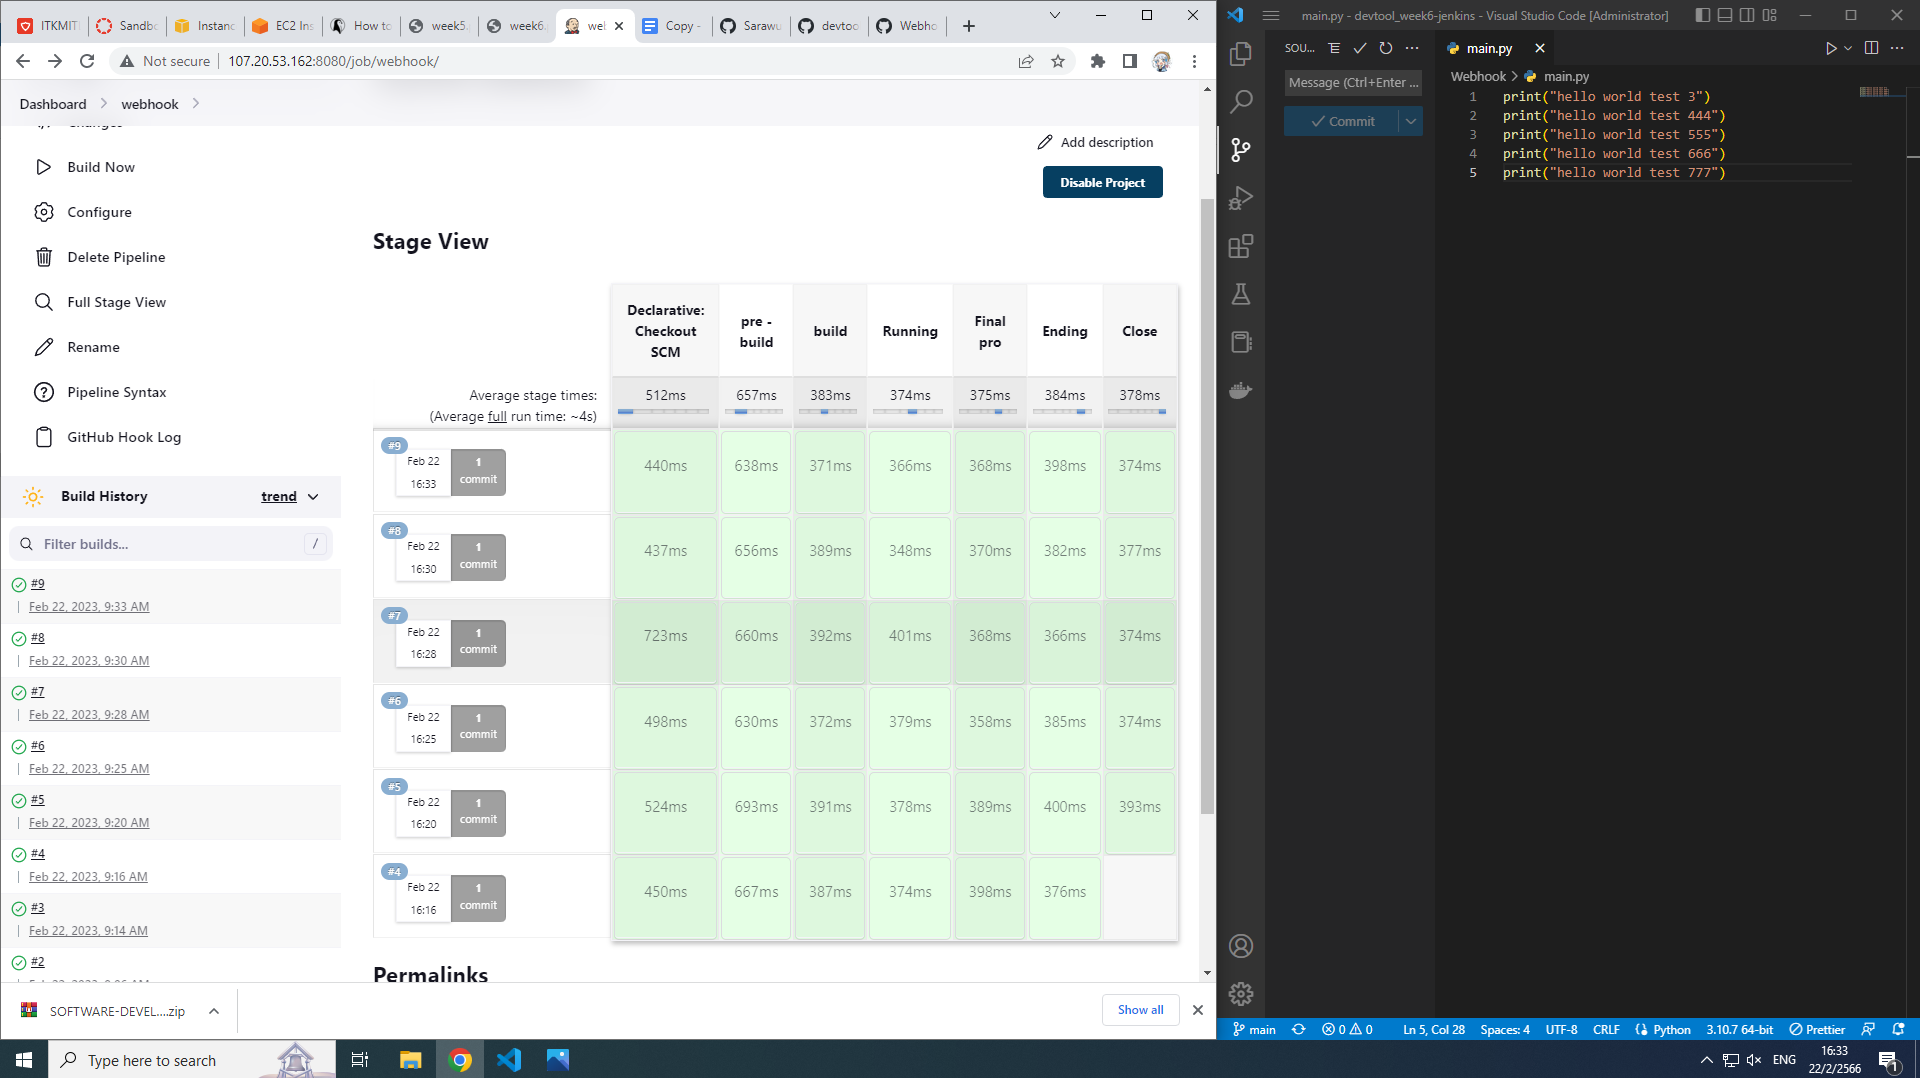 ITKMIT
Sandbo
Instanc
EC2 Ins
How to
week5.
week6.
wel
Copy -
Sarawu
devtoo
Webho
Not secure
107.20.53.162:8080/job/webhook/
Dashboard
webhook
Changes
Build Now
Configure
Delete Pipeline
Full Stage View
Rename
Pipeline Syntax
GitHub Hook Log
Build History
trend
Filter builds...
/
#9
Feb 22, 2023, 9:33 AM
#8
Feb 22, 2023, 9:30 AM
#7
Feb 22, 2023, 9:28 AM
#6
Feb 22, 2023, 9:25 AM
#5
Feb 22, 2023, 9:20 AM
#4
Feb 22, 2023, 9:16 AM
#3
Feb 22, 2023, 9:14 AM
#2
Add description
Disable Project
Stage View
Declarative: Checkout SCM
pre - build
build
Running
Final pro
Ending
Close
Average stage times:
(Average full run time: ~4s)
512ms 657ms 383ms 374ms 375ms 384ms 378ms
#9
Feb 22 16:33
1 commit
440ms 638ms 371ms 366ms 368ms 398ms 374ms
#8
Feb 22 16:30
1 commit
437ms 656ms 389ms 348ms 370ms 382ms 377ms
#7
Feb 22 16:28
1 commit
723ms 660ms 392ms 401ms 368ms 366ms 374ms
#6
Feb 22 16:25
1 commit
498ms 630ms 372ms 379ms 358ms 385ms 374ms
#5
Feb 22 16:20
1 commit
524ms 693ms 391ms 378ms 389ms 400ms 393ms
#4
Feb 22 16:16
1 commit
450ms 667ms 387ms 374ms 398ms 376ms
Permalinks
SOFTWARE-DEVEL....zip
Show all
main.py - devtool_week6-jenkins - Visual Studio Code [Administrator]
SOU...
main.py
Message (Ctrl+Enter ...
Commit
Webhook > main.py
1 print("hello world test 3")
2 print("hello world test 444")
3 print("hello world test 555")
4 print("hello world test 666")
5 print("hello world test 777")
main
0
0
Ln 5, Col 28
Spaces: 4
UTF-8
CRLF
Python
3.10.7 64-bit
Prettier
Type here to search
ENG
16:33
22/2/2566
1